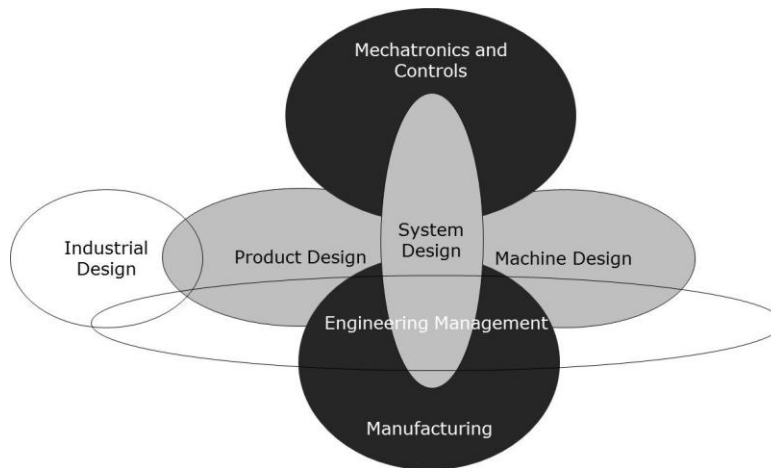 Mechatronics and
Controls
Industrial
Design
Product Design
System
Design
Machine Design
Engineering Management
Manufacturing